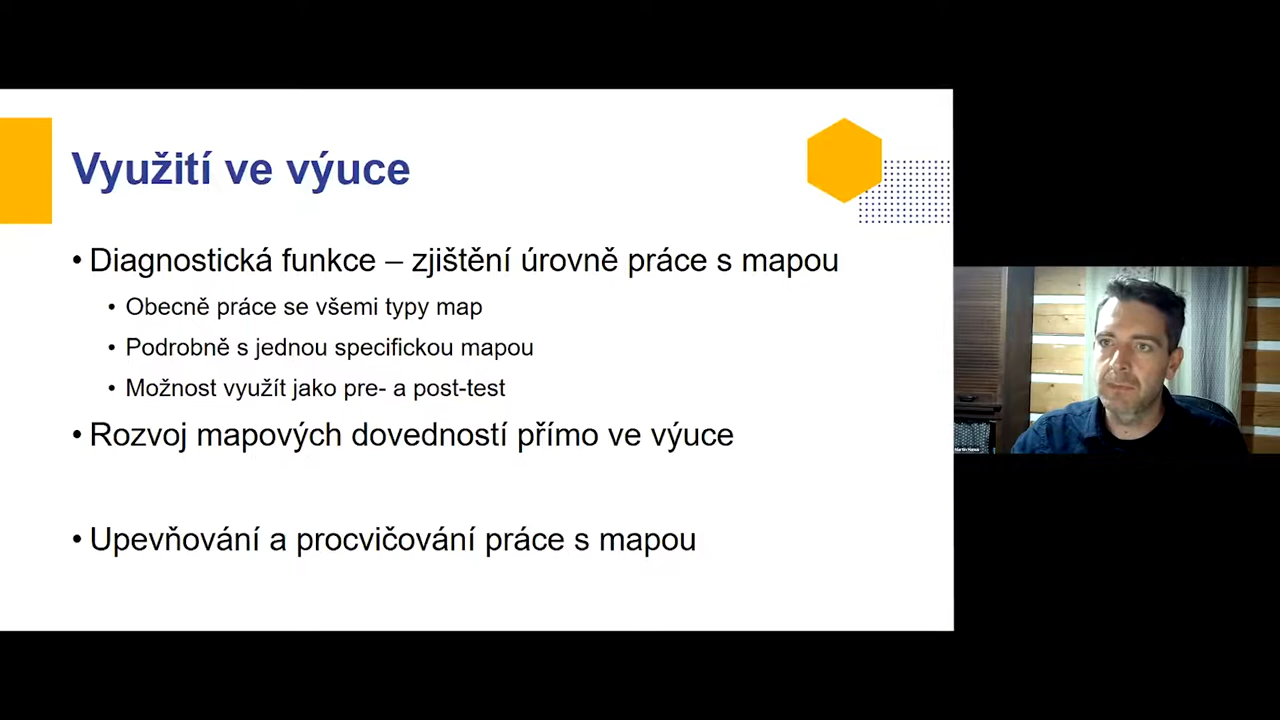 Využití ve výuce
• Diagnostická funkce – zjištění úrovně práce s mapou
• Obecně práce se všemi typy map
• Podrobně s jednou specifickou mapou
• Možnost využít jako pre- a post-test
• Rozvoj mapových dovedností přímo ve výuce
• Upevňování a procvičování práce s mapou